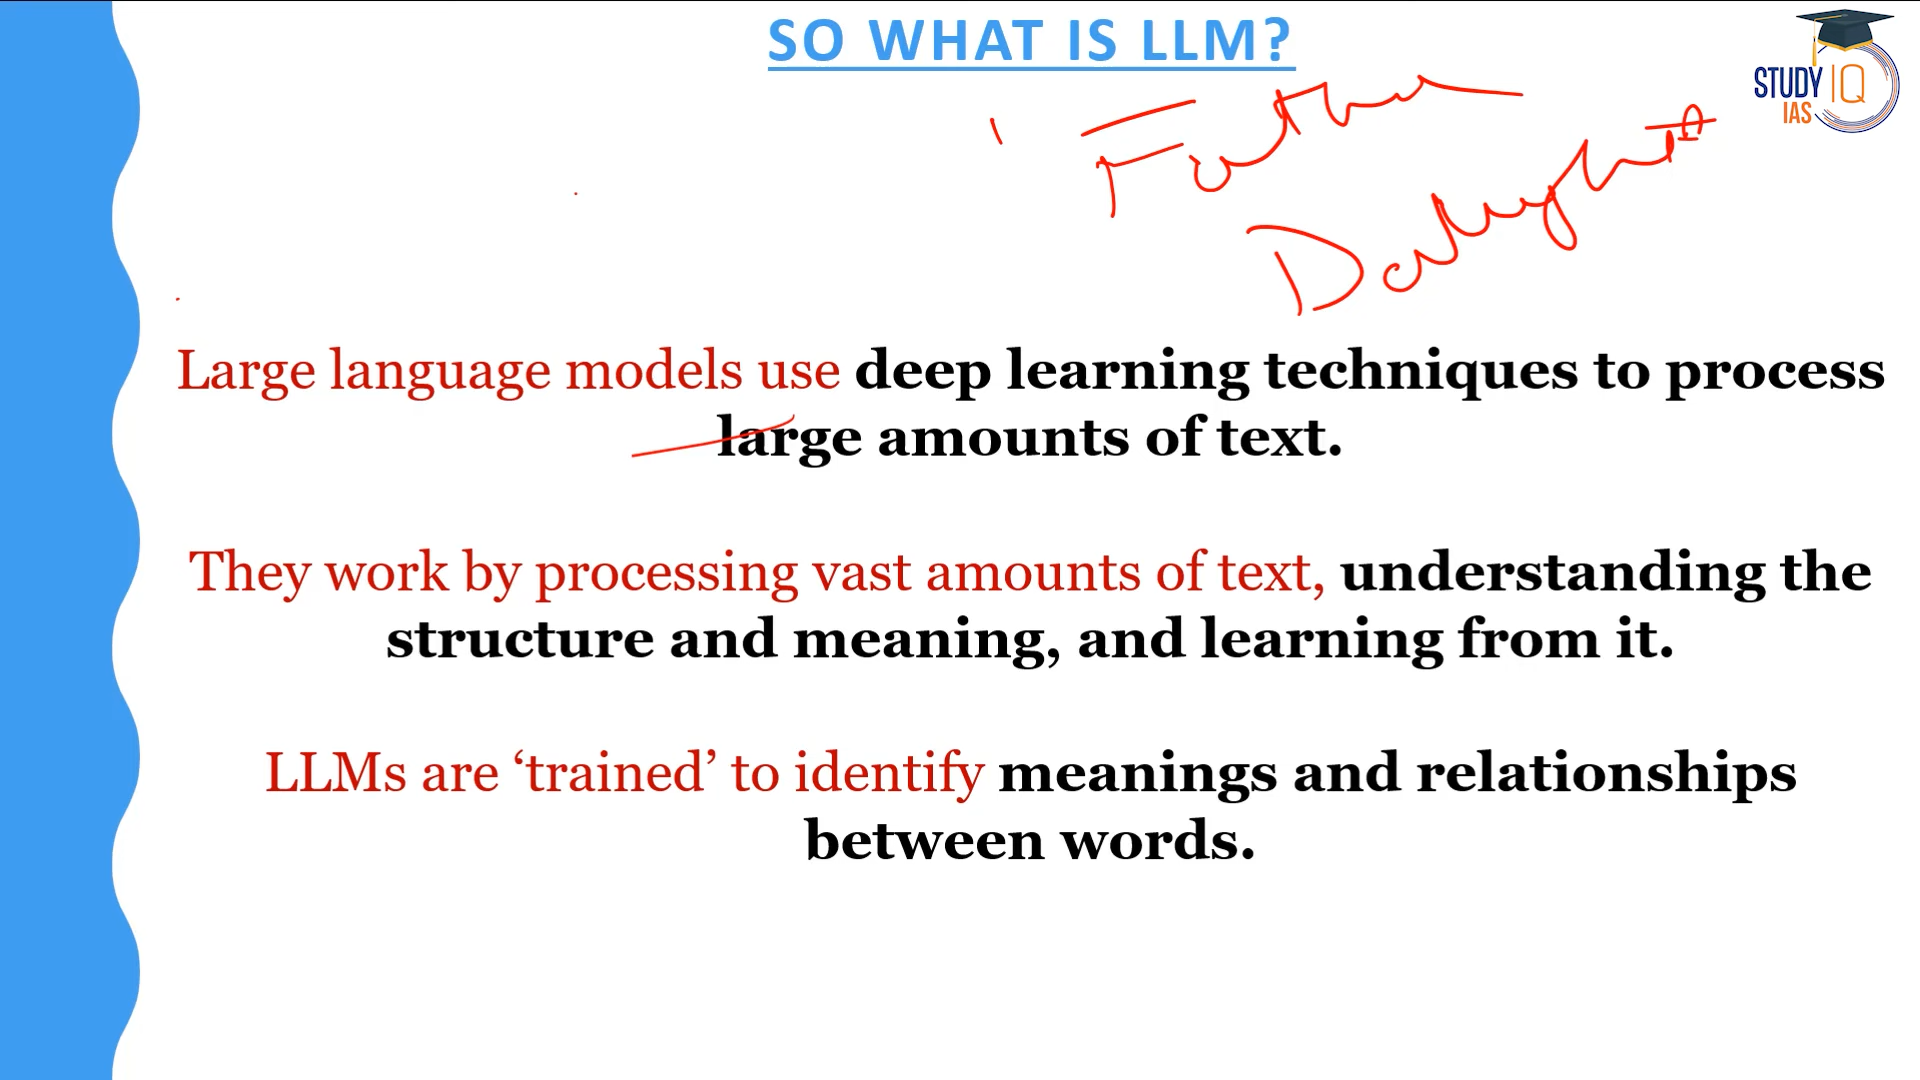 SO WHAT IS LLM?
STUDY IQ
IAS
Father
Daughter
Large language models use deep learning techniques to process
large amounts of text.
They work by processing vast amounts of text, understanding the
structure and meaning, and learning from it.
LLMs are ‘trained’ to identify meanings and relationships
between words.